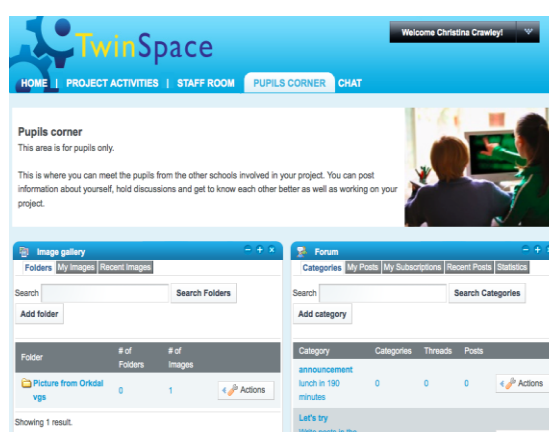 TwinSpace
Welcome Christina Crawley!
HOME | PROJECT ACTIVITIES | STAFF ROOM PUPILS CORNER CHAT
Pupils corner
This area is for pupils only.
This is where you can meet the pupils from the other schools involved in your project. You can post
information about yourself, hold discussions and get to know each other better as well as working on your
project.
Image gallery
Folders My Images Recent Images
Search Search Folders
Add folder
Folder # of Folders # of Images
Picture from Orkdal vgs 0 1 Actions
Showing 1 result.
Forum
Categories My Posts My Subscriptions Recent Posts Statistics
Search Search Categories
Add category
Category Categories Threads Posts
announcement
lunch in 190 0 0 0 Actions
minutes
Let's try
Write posts in the